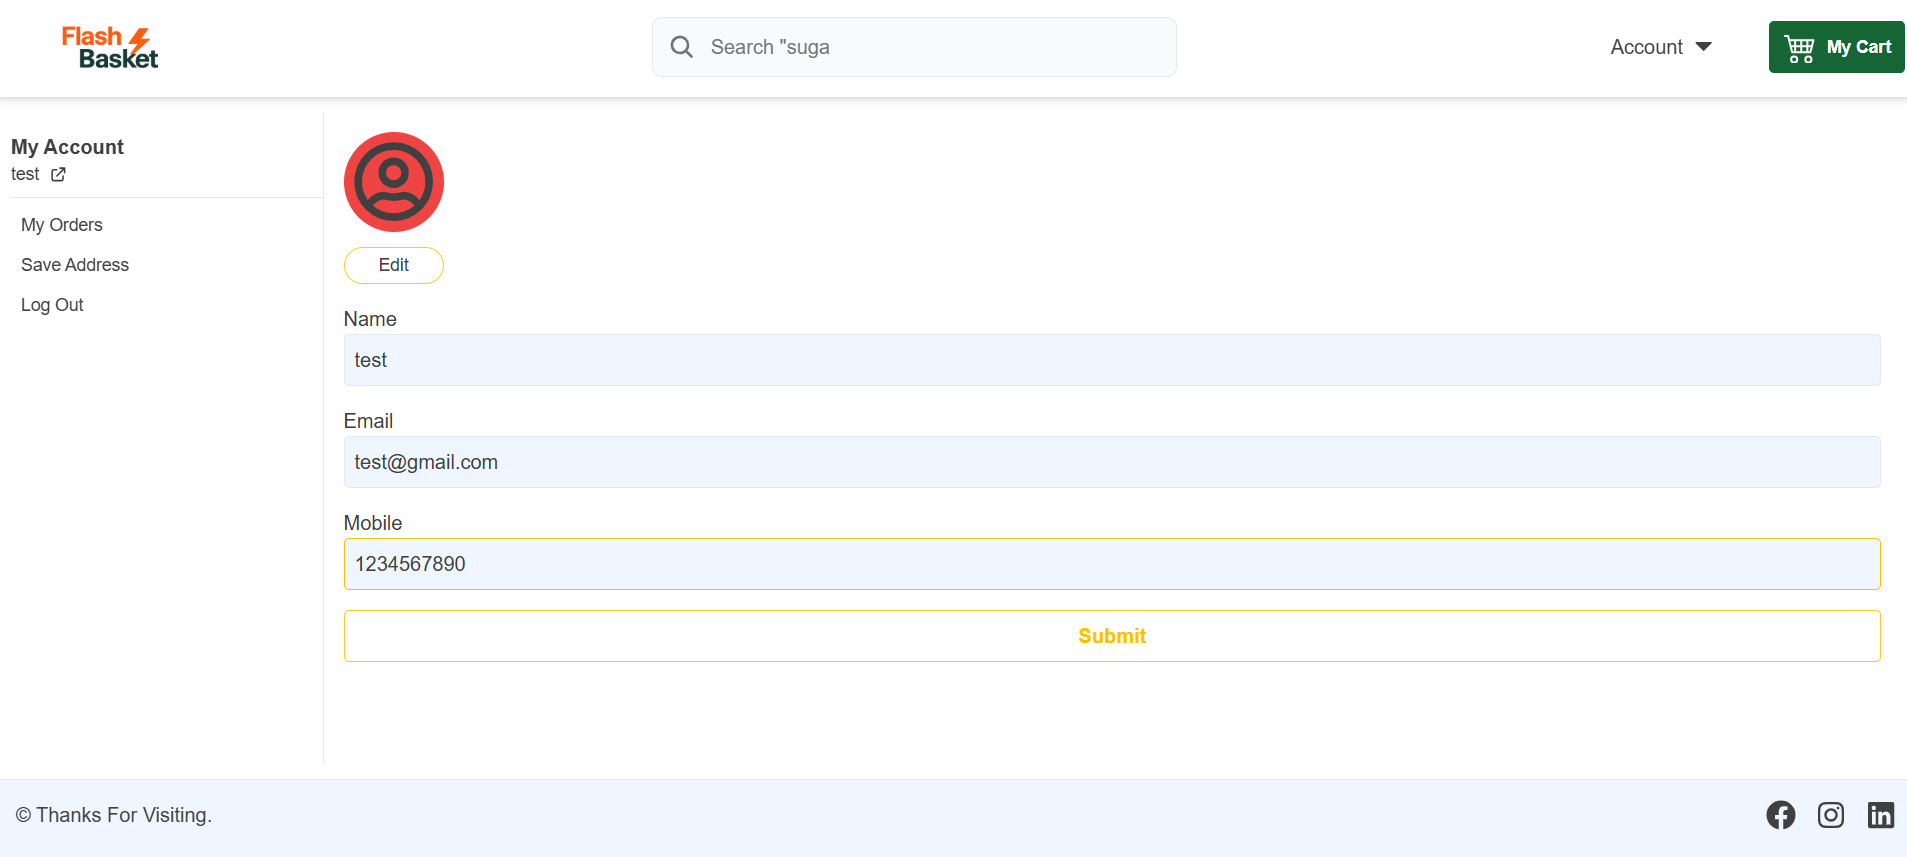 Flash
Basket
Search "suga
Account
My Cart
My Account
test
My Orders
Save Address
Log Out
Edit
Name
test
Email
test@gmail.com
Mobile
1234567890
Submit
© Thanks For Visiting.
in